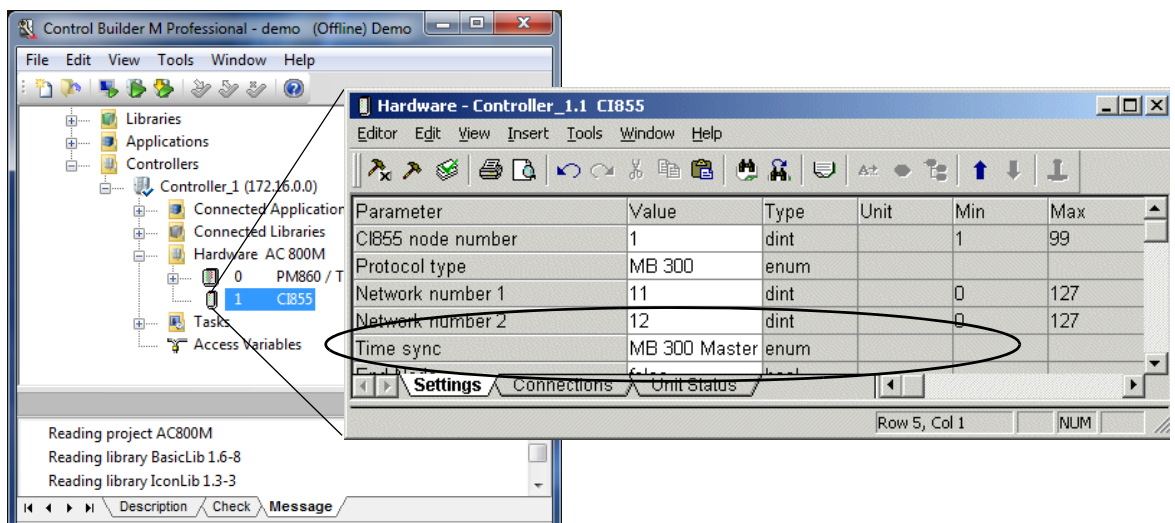 Control Builder M Professional - demo (Offline) Demo
File Edit View Tools Window Help
Libraries
Applications
Controllers
Controller_1 (172.16.0.0)
Connected Application
Connected Libraries
Hardware AC 800M
0 PM860 / T
1 CI855
Tasks
Access Variables
Reading project AC800M
Reading library BasicLib 1.6-8
Reading library IconLib 1.3-3
Description Check Message
Hardware - Controller_1.1 CI855
Editor Edit View Insert Tools Window Help
Parameter Value Type Unit Min Max
CI855 node number 1 dint 1 99
Protocol type MB 300 enum
Network number 1 11 dint 0 127
Network number 2 12 dint 0 127
Time sync MB 300 Master enum
Settings Connections Unit Status
Row 5, Col 1 NUM